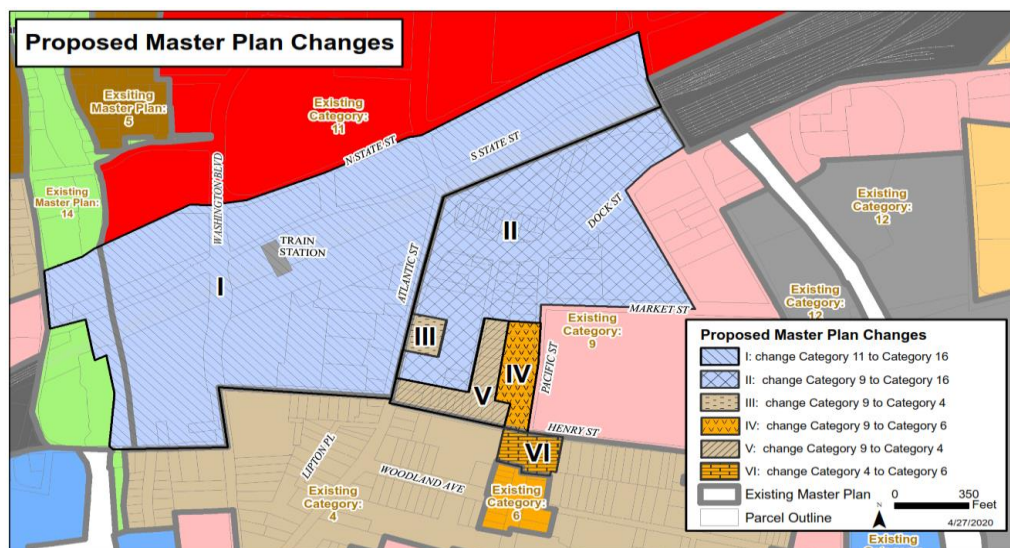 Proposed Master Plan Changes
Exsiting
Master Plan:
5
Existing
Category:
11
N STATE ST
S STATE ST
WASHINGTON BLVD
Existing
Master Plan:
14
Existing
Category:
12
II
DOCK ST
TRAIN
STATION
ATLANTIC ST
I
Existing
Category:
12
MARKET ST
III
Existing
Category:
9
IV
PACIFIC ST
V
HENRY ST
VI
LIPTON PL
WOODLAND AVE
Existing
Category:
4
Existing
Category:
6
Proposed Master Plan Changes
I: change Category 11 to Category 16
II: change Category 9 to Category 16
III: change Category 9 to Category 4
IV: change Category 9 to Category 6
V: change Category 9 to Category 4
VI: change Category 4 to Category 6
Existing Master Plan
Parcel Outline
N
0 350
Feet
4/27/2020
Existing